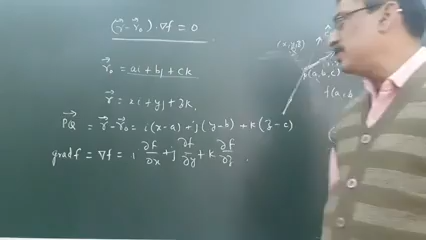 (r⃗ - r⃗₀) · ∇f = 0
r⃗₀ = ai + bj + ck
r⃗ = xi + yj + zk,
PQ⃗ = r⃗ - r⃗₀ = i(x-a) + j(y-b) + k(z-c)
grad f = ∇f = i ∂f/∂x + j ∂f/∂y + k ∂f/∂z .
(x,y,z)
(a,b,c)
f(a,b